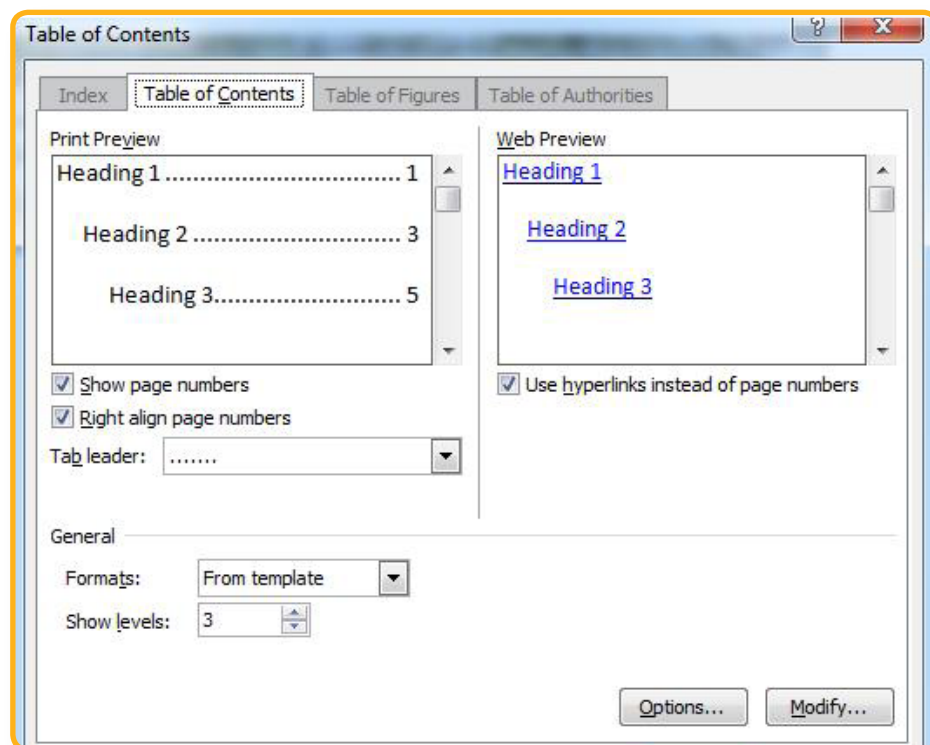 Table of Contents
Index Table of Contents Table of Figures Table of Authorities
Print Preview
Heading 1.................................. 1
Heading 2.............................. 3
Heading 3........................... 5
Show page numbers
Right align page numbers
Tab leader: .......
Web Preview
Heading 1
Heading 2
Heading 3
Use hyperlinks instead of page numbers
General
Formats: From template
Show levels: 3
Options... Modify...